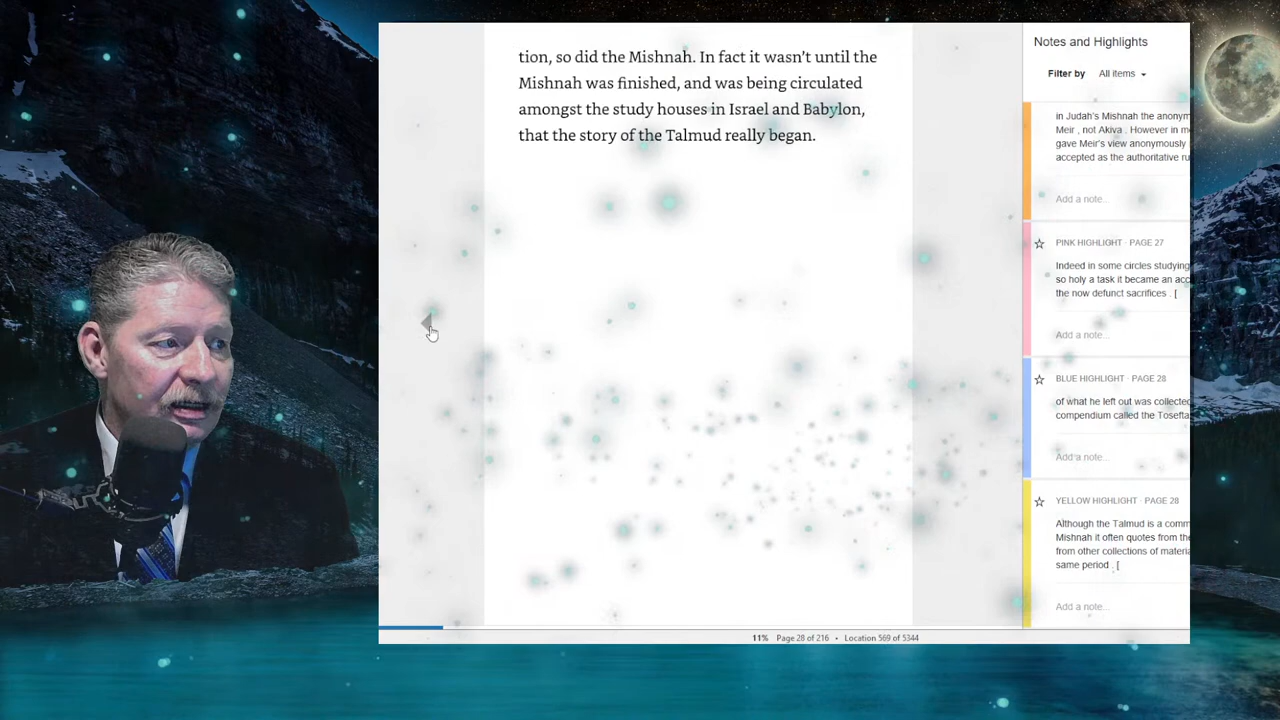 tion, so did the Mishnah. In fact it wasn’t until the
Mishnah was finished, and was being circulated
amongst the study houses in Israel and Babylon,
that the story of the Talmud really began.
11% Page 28 of 216 • Location 569 of 5344
Notes and Highlights
Filter by All items
in Judah's Mishnah the anonym
Meir , not Akiva . However in m
gave Meir's view anonymously
accepted as the authoritative ru
Add a note...
PINK HIGHLIGHT · PAGE 27
Indeed in some circles studying
so holy a task it became an acc
the now defunct sacrifices . [
Add a note...
BLUE HIGHLIGHT · PAGE 28
of what he left out was collected
compendium called the Tosefta
Add a note...
YELLOW HIGHLIGHT · PAGE 28
Although the Talmud is a comm
Mishnah it often quotes from the
from other collections of materia
same period . [
Add a note...